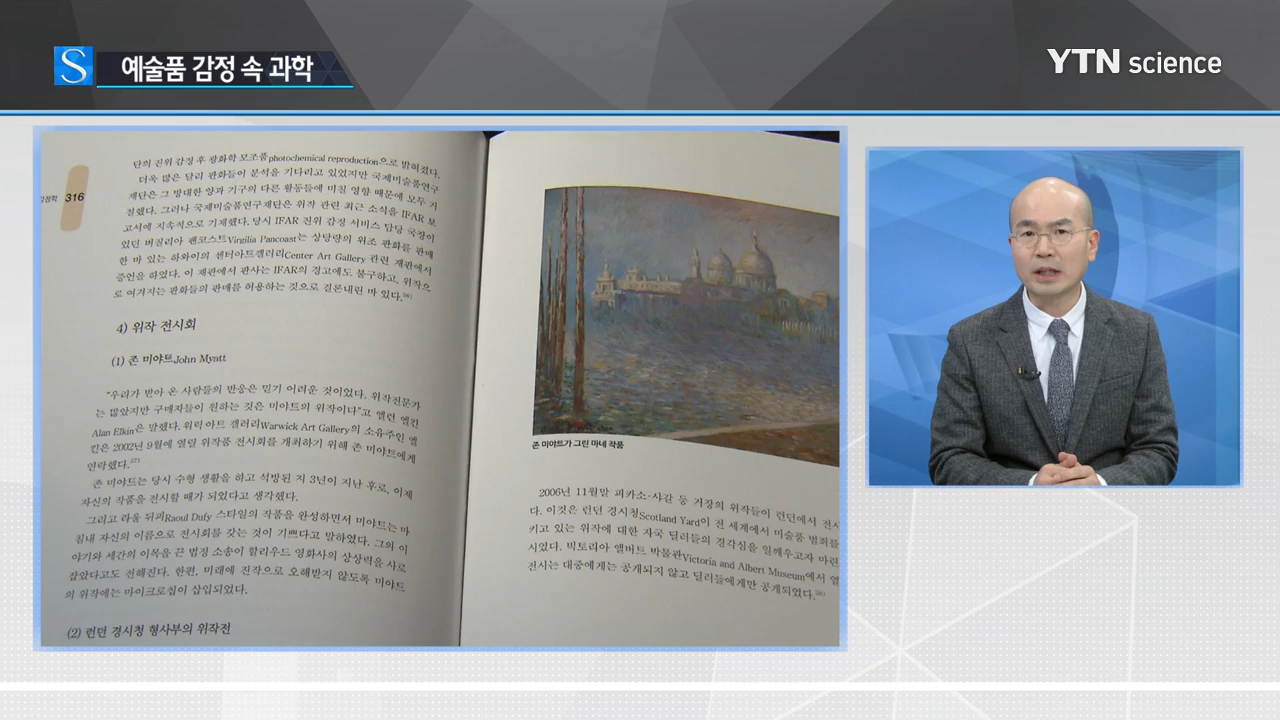 예술품 감정 속 과학
YTN science
316
단의 진위 감정 후 광화학 모조품photochemical reproduction으로 밝혀졌다.
더욱 많은 달리 판화들이 분석을 기다리고 있었지만 국제미술품연구
재단은 그 방대한 양과 기구의 다른 활동들에 미칠 영향 때문에 모두 거
절했다. 그러나 국제미술품연구재단은 위작 관련 최근 소식을 IFAR 보
고서에 지속적으로 기재했다. 당시 IFAR 진위 감정 서비스 담당 국장이
었던 버질리아 팬코스트Virgilia Pancoast는 상당량의 위조 판화를 판매
한 바 있는 하와이의 센터아트갤러리Center Art Gallery 관련 재판에서
증언을 하였다. 이 재판에서 판사는 IFAR의 경고에도 불구하고, 위작으
로 여겨지는 판화들의 판매를 허용하는 것으로 결론내린 바 있다.
4) 위작 전시회
(1) 존 미야트John Myatt
“우리가 받아 온 사람들의 반응은 믿기 어려운 것이었다. 위작전문가
는 많았지만 구매자들이 원하는 것은 미야트의 위작이다”고 앨런 엘킨
Alan Elkin은 말했다. 워릭 아트 갤러리Warwick Art Gallery의 소유주인 엘
킨은 2002년 9월에 열릴 위작품 전시회를 개최하기 위해 존 미야트에게
연락했다.
존 미야트는 당시 수형 생활을 하고 석방된 지 3년이 지난 후로, 이제
자신의 작품을 전시할 때가 되었다고 생각했다.
그리고 라울 뒤피Raoul Dufy 스타일의 작품을 완성하면서 미야트는 마
침내 자신의 이름으로 전시회를 갖는 것이 기쁘다고 말하였다. 그의 이
야기와 세간의 이목을 끈 법정 소송이 할리우드 영화사의 상상력을 사로
잡았다고도 전해진다. 한편, 미래에 진작으로 오해받지 않도록 미야트
의 위작에는 마이크로칩이 삽입되었다.
(2) 런던 경시청 형사부의 위작전
존 미야트가 그린 마네 작품
2006년 11월말 피카소·샤갈 등 거장의 위작들이 런던에서 전시
다. 이것은 런던 경시청Scotland Yard이 전 세계에서 미술품 범죄를
키고 있는 위작에 대한 자국 딜러들의 경각심을 일깨우고자 마련
시였다. 빅토리아 앨버트 박물관Victoria and Albert Museum에서 열
전시는 대중에게는 공개되지 않고 딜러들에게만 공개되었다.